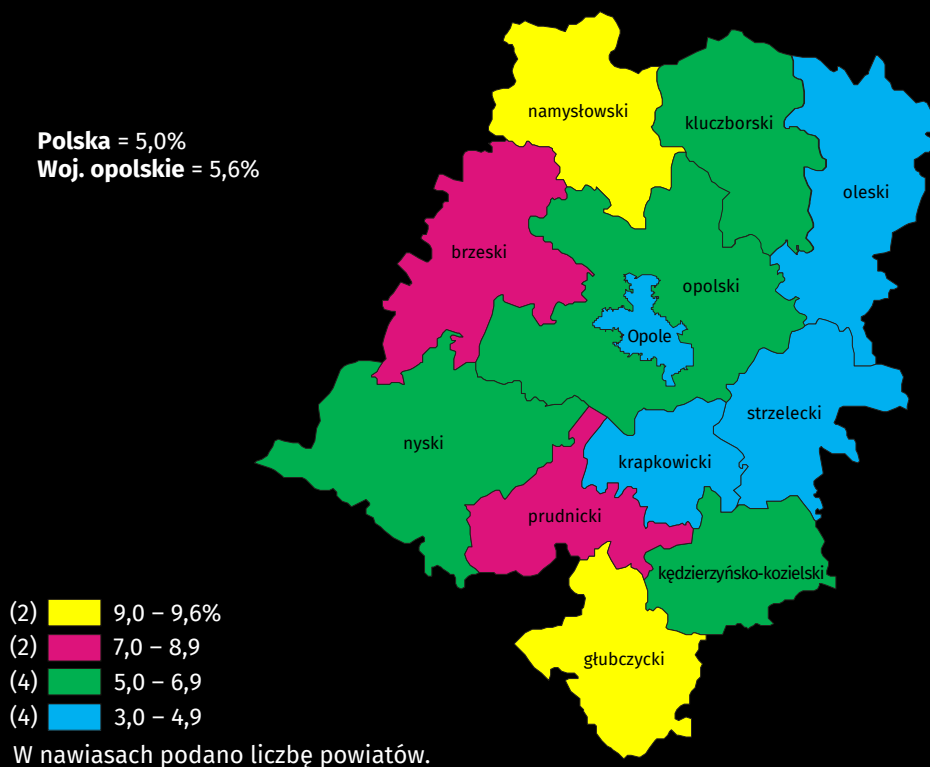 Polska = 5,0%
Woj. opolskie = 5,6%
namysłowski
kluczborski
oleski
brzeski
opolski
Opole
strzelecki
nyski
krapkowicki
prudnicki
kędzierzyńsko-kozielski
głubczycki
(2) 9,0 – 9,6%
(2) 7,0 – 8,9
(4) 5,0 – 6,9
(4) 3,0 – 4,9
W nawiasach podano liczbę powiatów.